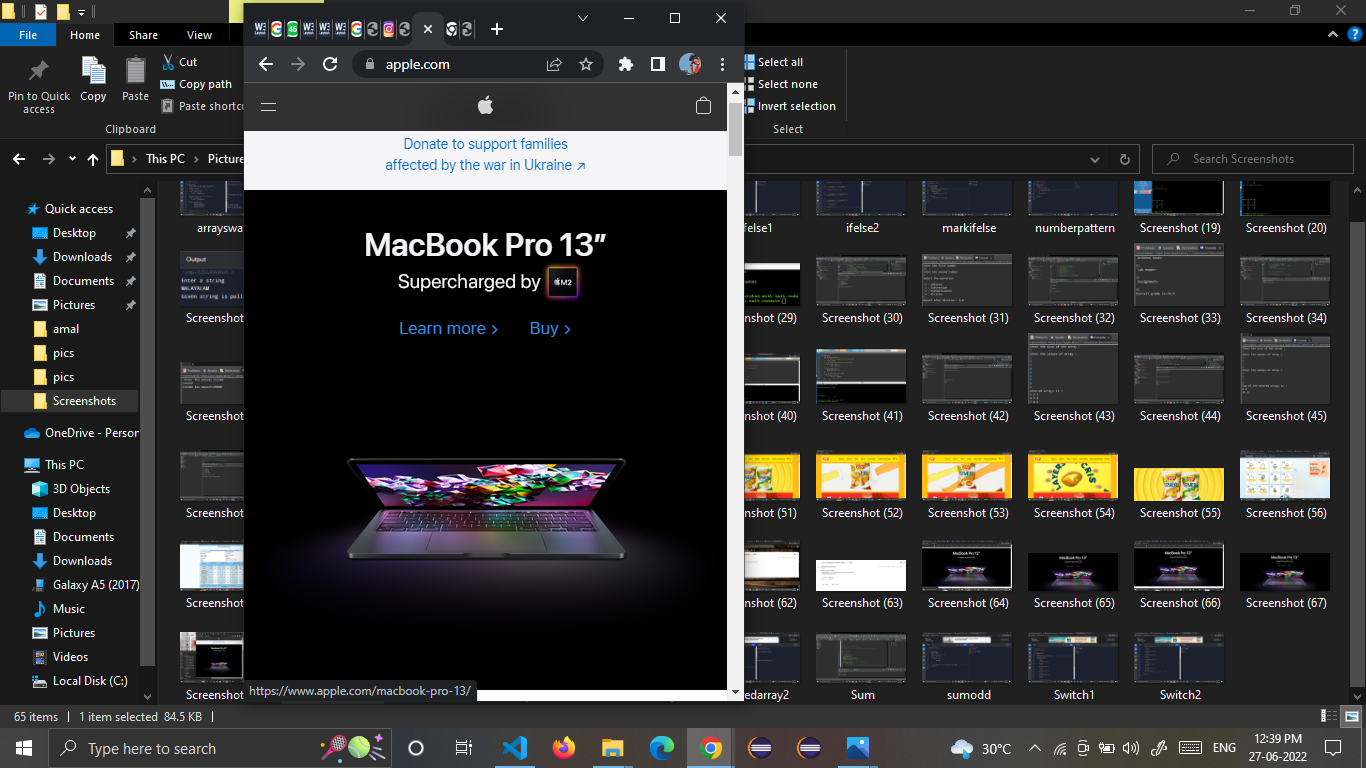 File
Home
Share
View
Pin to Quick
access
Copy
Paste
Cut
Copy path
Paste shortcu
Clipboard
Select all
Select none
Invert selection
Select
This PC
Picture
Search Screenshots
apple.com
Donate to support families
affected by the war in Ukraine ↗
MacBook Pro 13”
Supercharged by M2
Learn more >
Buy >
https://www.apple.com/macbook-pro-13/
Quick access
Desktop
Downloads
Documents
Pictures
amal
pics
pics
Screenshots
OneDrive - Person
This PC
3D Objects
Desktop
Documents
Downloads
Galaxy A5 (2017)
Music
Pictures
Videos
Local Disk (C:)
arrayswa
felse1
ifelse2
markifelse
numberpattern
Screenshot (19)
Screenshot (20)
Output
Enter a string
MALAYALAM
Given string is pali
Screenshot
(29)
Screenshot (30)
Screenshot (31)
Screenshot (32)
Screenshot (33)
Screenshot (34)
Screenshot
shot (40)
Screenshot (41)
Screenshot (42)
Screenshot (43)
Screenshot (44)
Screenshot (45)
Screenshot
shot (51)
Screenshot (52)
Screenshot (53)
Screenshot (54)
Screenshot (55)
Screenshot (56)
Screenshot
shot (62)
Screenshot (63)
Screenshot (64)
Screenshot (65)
Screenshot (66)
Screenshot (67)
Screenshot
edarray2
Sum
sumodd
Switch1
Switch2
65 items
1 item selected 84.5 KB
Type here to search
30°C
ENG
12:39 PM
27-06-2022